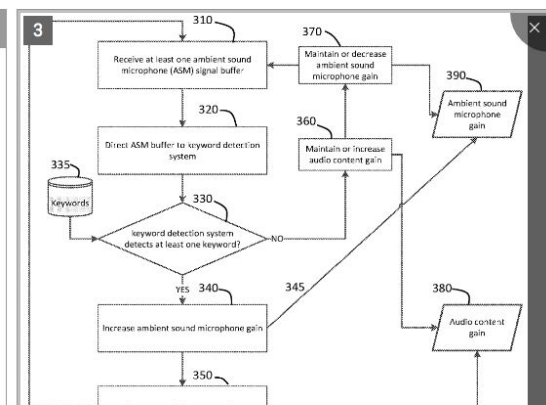 3
310
Receive at least one ambient sound
microphone (ASM) signal buffer
370
Maintain or decrease
ambient sound
microphone gain
390
Ambient sound
microphone
gain
320
Direct ASM buffer to keyword detection
system
360
Maintain or increase
audio content gain
335
Keywords
330
keyword detection system
detects at least one keyword?
NO
YES
340
345
Increase ambient sound microphone gain
380
Audio content
gain
350